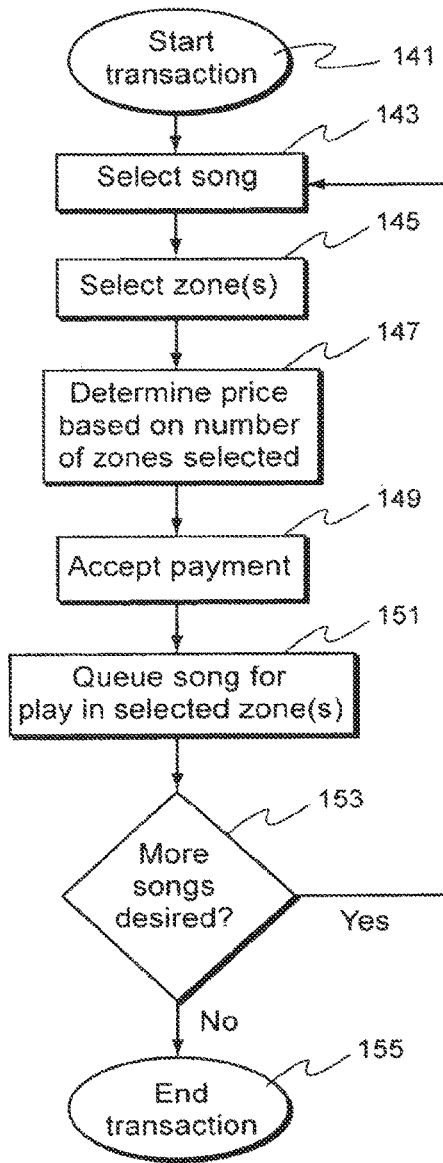 Start
transaction
141
143
Select song
145
Select zone(s)
147
Determine price
based on number
of zones selected
149
Accept payment
151
Queue song for
play in selected zone(s)
153
More
songs
desired?
Yes
No
155
End
transaction